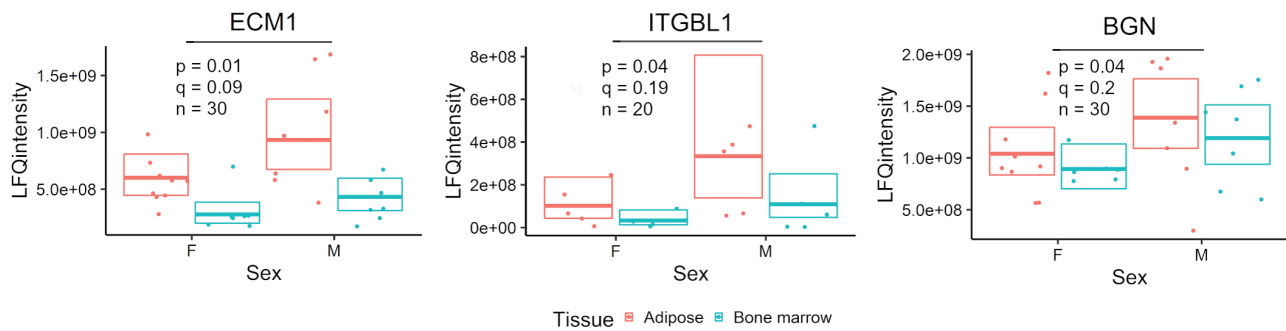 ECM1
p = 0.01
q = 0.09
n = 30
LFQintensity
1.5e+09
1.0e+09
5.0e+08
F
M
Sex
ITGBL1
p = 0.04
q = 0.19
n = 20
LFQintensity
8e+08
6e+08
4e+08
2e+08
0e+00
F
M
Sex
BGN
p = 0.04
q = 0.2
n = 30
LFQintensity
2.0e+09
1.5e+09
1.0e+09
5.0e+08
F
M
Sex
Tissue Adipose Bone marrow